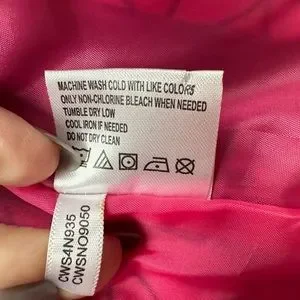 MACHINE WASH COLD WITH LIKE COLORS
ONLY NON-CHLORINE BLEACH WHEN NEEDED
TUMBLE DRY LOW
COOL IRON IF NEEDED
DO NOT DRY CLEAN
CWS4N935
CWSNO9050